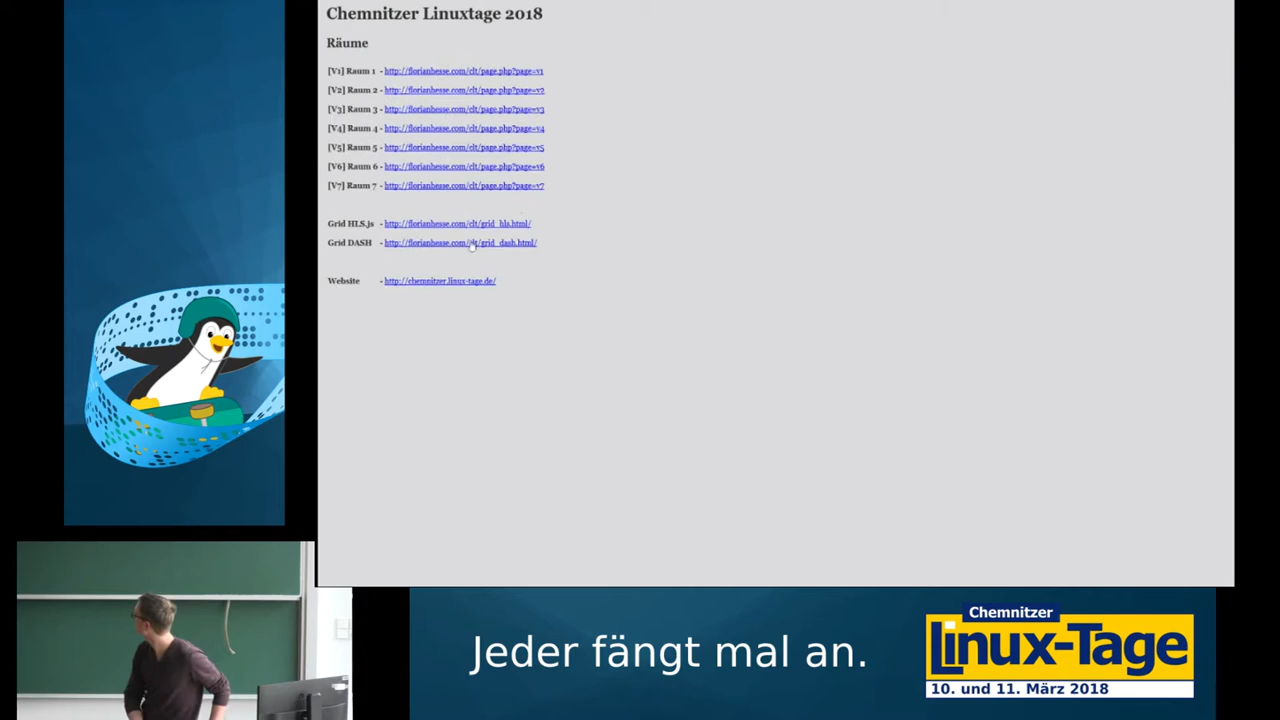 Chemnitzer Linuxtage 2018
Räume
[V1] Raum 1 - http://florianhesse.com/clt/page.php?page=v1
[V2] Raum 2 - http://florianhesse.com/clt/page.php?page=v2
[V3] Raum 3 - http://florianhesse.com/clt/page.php?page=v3
[V4] Raum 4 - http://florianhesse.com/clt/page.php?page=v4
[V5] Raum 5 - http://florianhesse.com/clt/page.php?page=v5
[V6] Raum 6 - http://florianhesse.com/clt/page.php?page=v6
[V7] Raum 7 - http://florianhesse.com/clt/page.php?page=v7
Grid HLS.js - http://florianhesse.com/clt/grid_hls.html/
Grid DASH - http://florianhesse.com/clt/grid_dash.html/
Website - http://chemnitzer.linux-tage.de/
Jeder fängt mal an.
Chemnitzer
Linux-Tage
10. und 11. März 2018